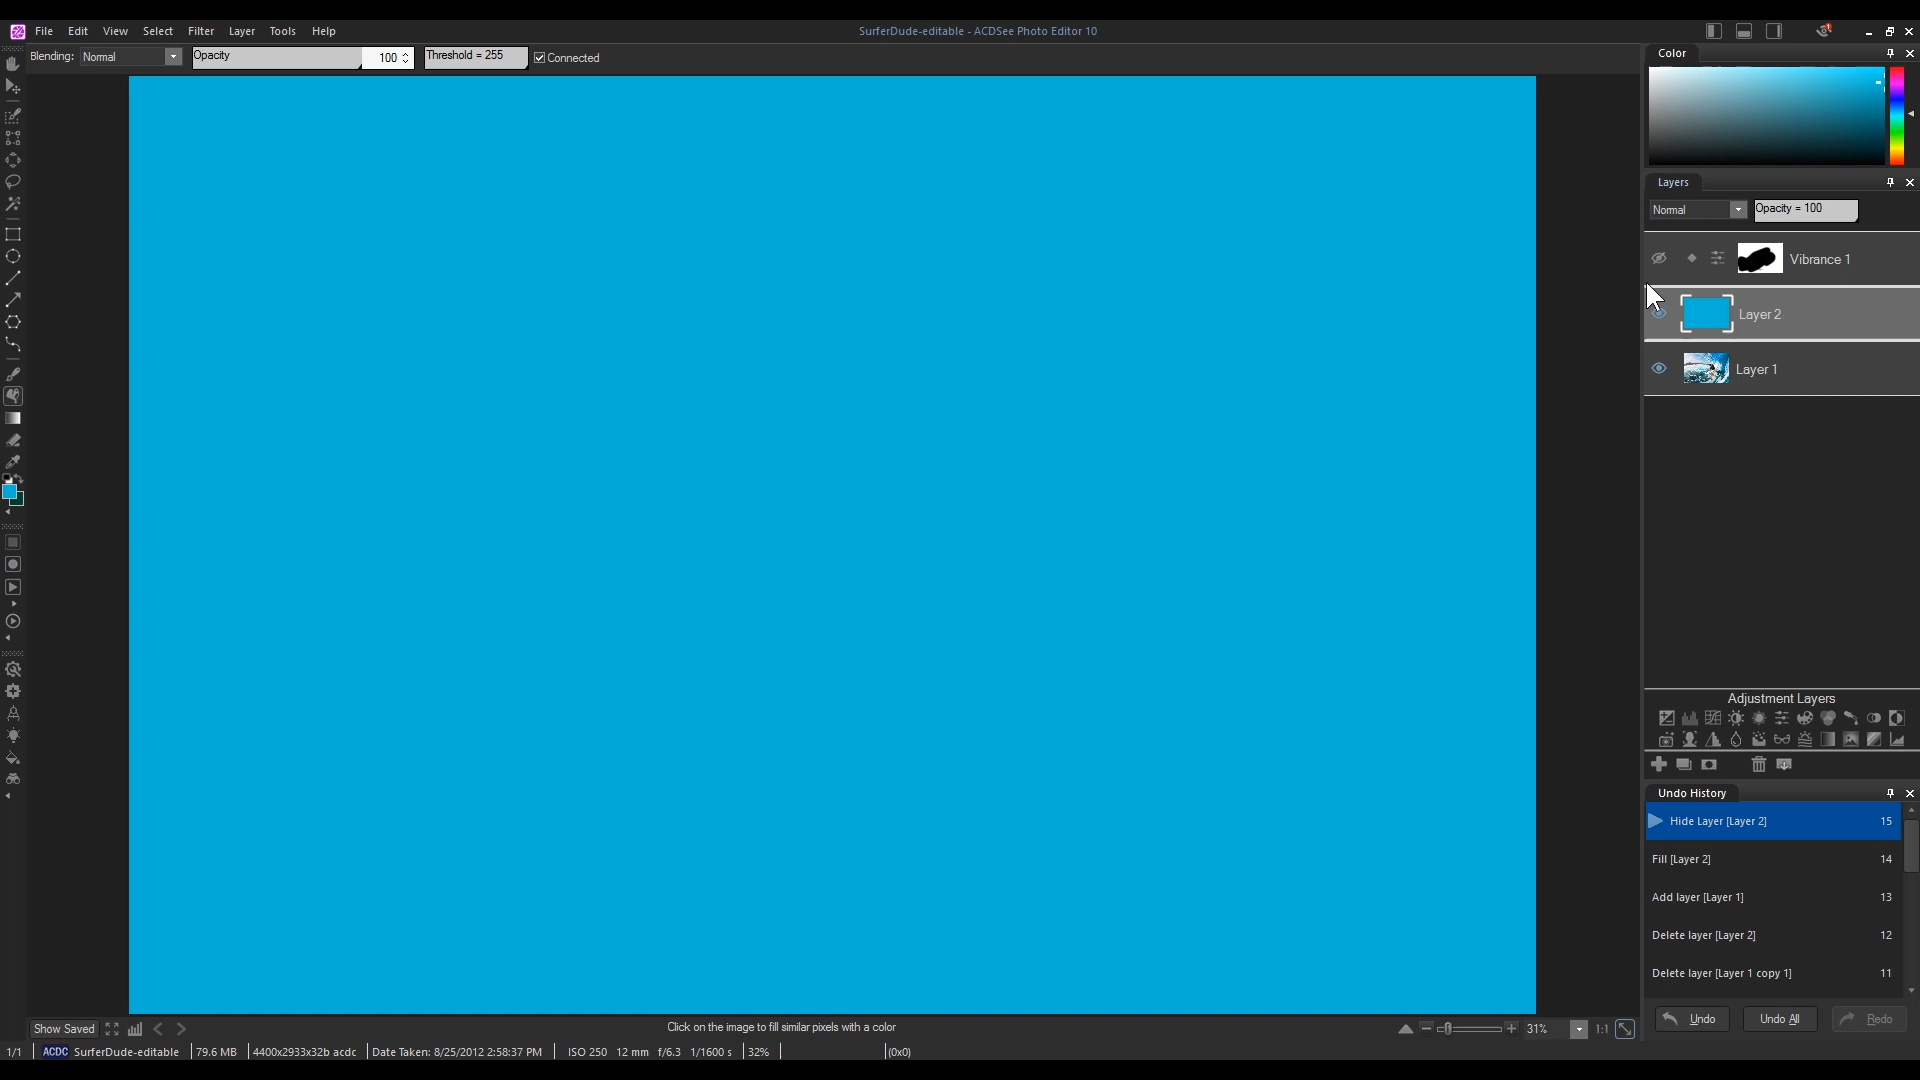 File Edit View Select Filter Layer Tools Help
SurferDude-editable - ACDSee Photo Editor 10
Blending: Normal Opacity 100 Threshold = 255 Connected
Color
Layers
Normal Opacity = 100
Vibrance 1
Layer 2
Layer 1
Adjustment Layers
Undo History
Hide Layer [Layer 2] 15
Fill [Layer 2] 14
Add layer [Layer 1] 13
Delete layer [Layer 2] 12
Delete layer [Layer 1 copy 1] 11
Undo Undo All Redo
Show Saved Click on the image to fill similar pixels with a color 31% 1:1
1/1 ACDC SurferDude-editable 79.6 MB 4400x2933x32b acdc Date Taken: 8/25/2012 2:58:37 PM ISO 250 12 mm f/6.3 1/1600 s 32% (0x0)